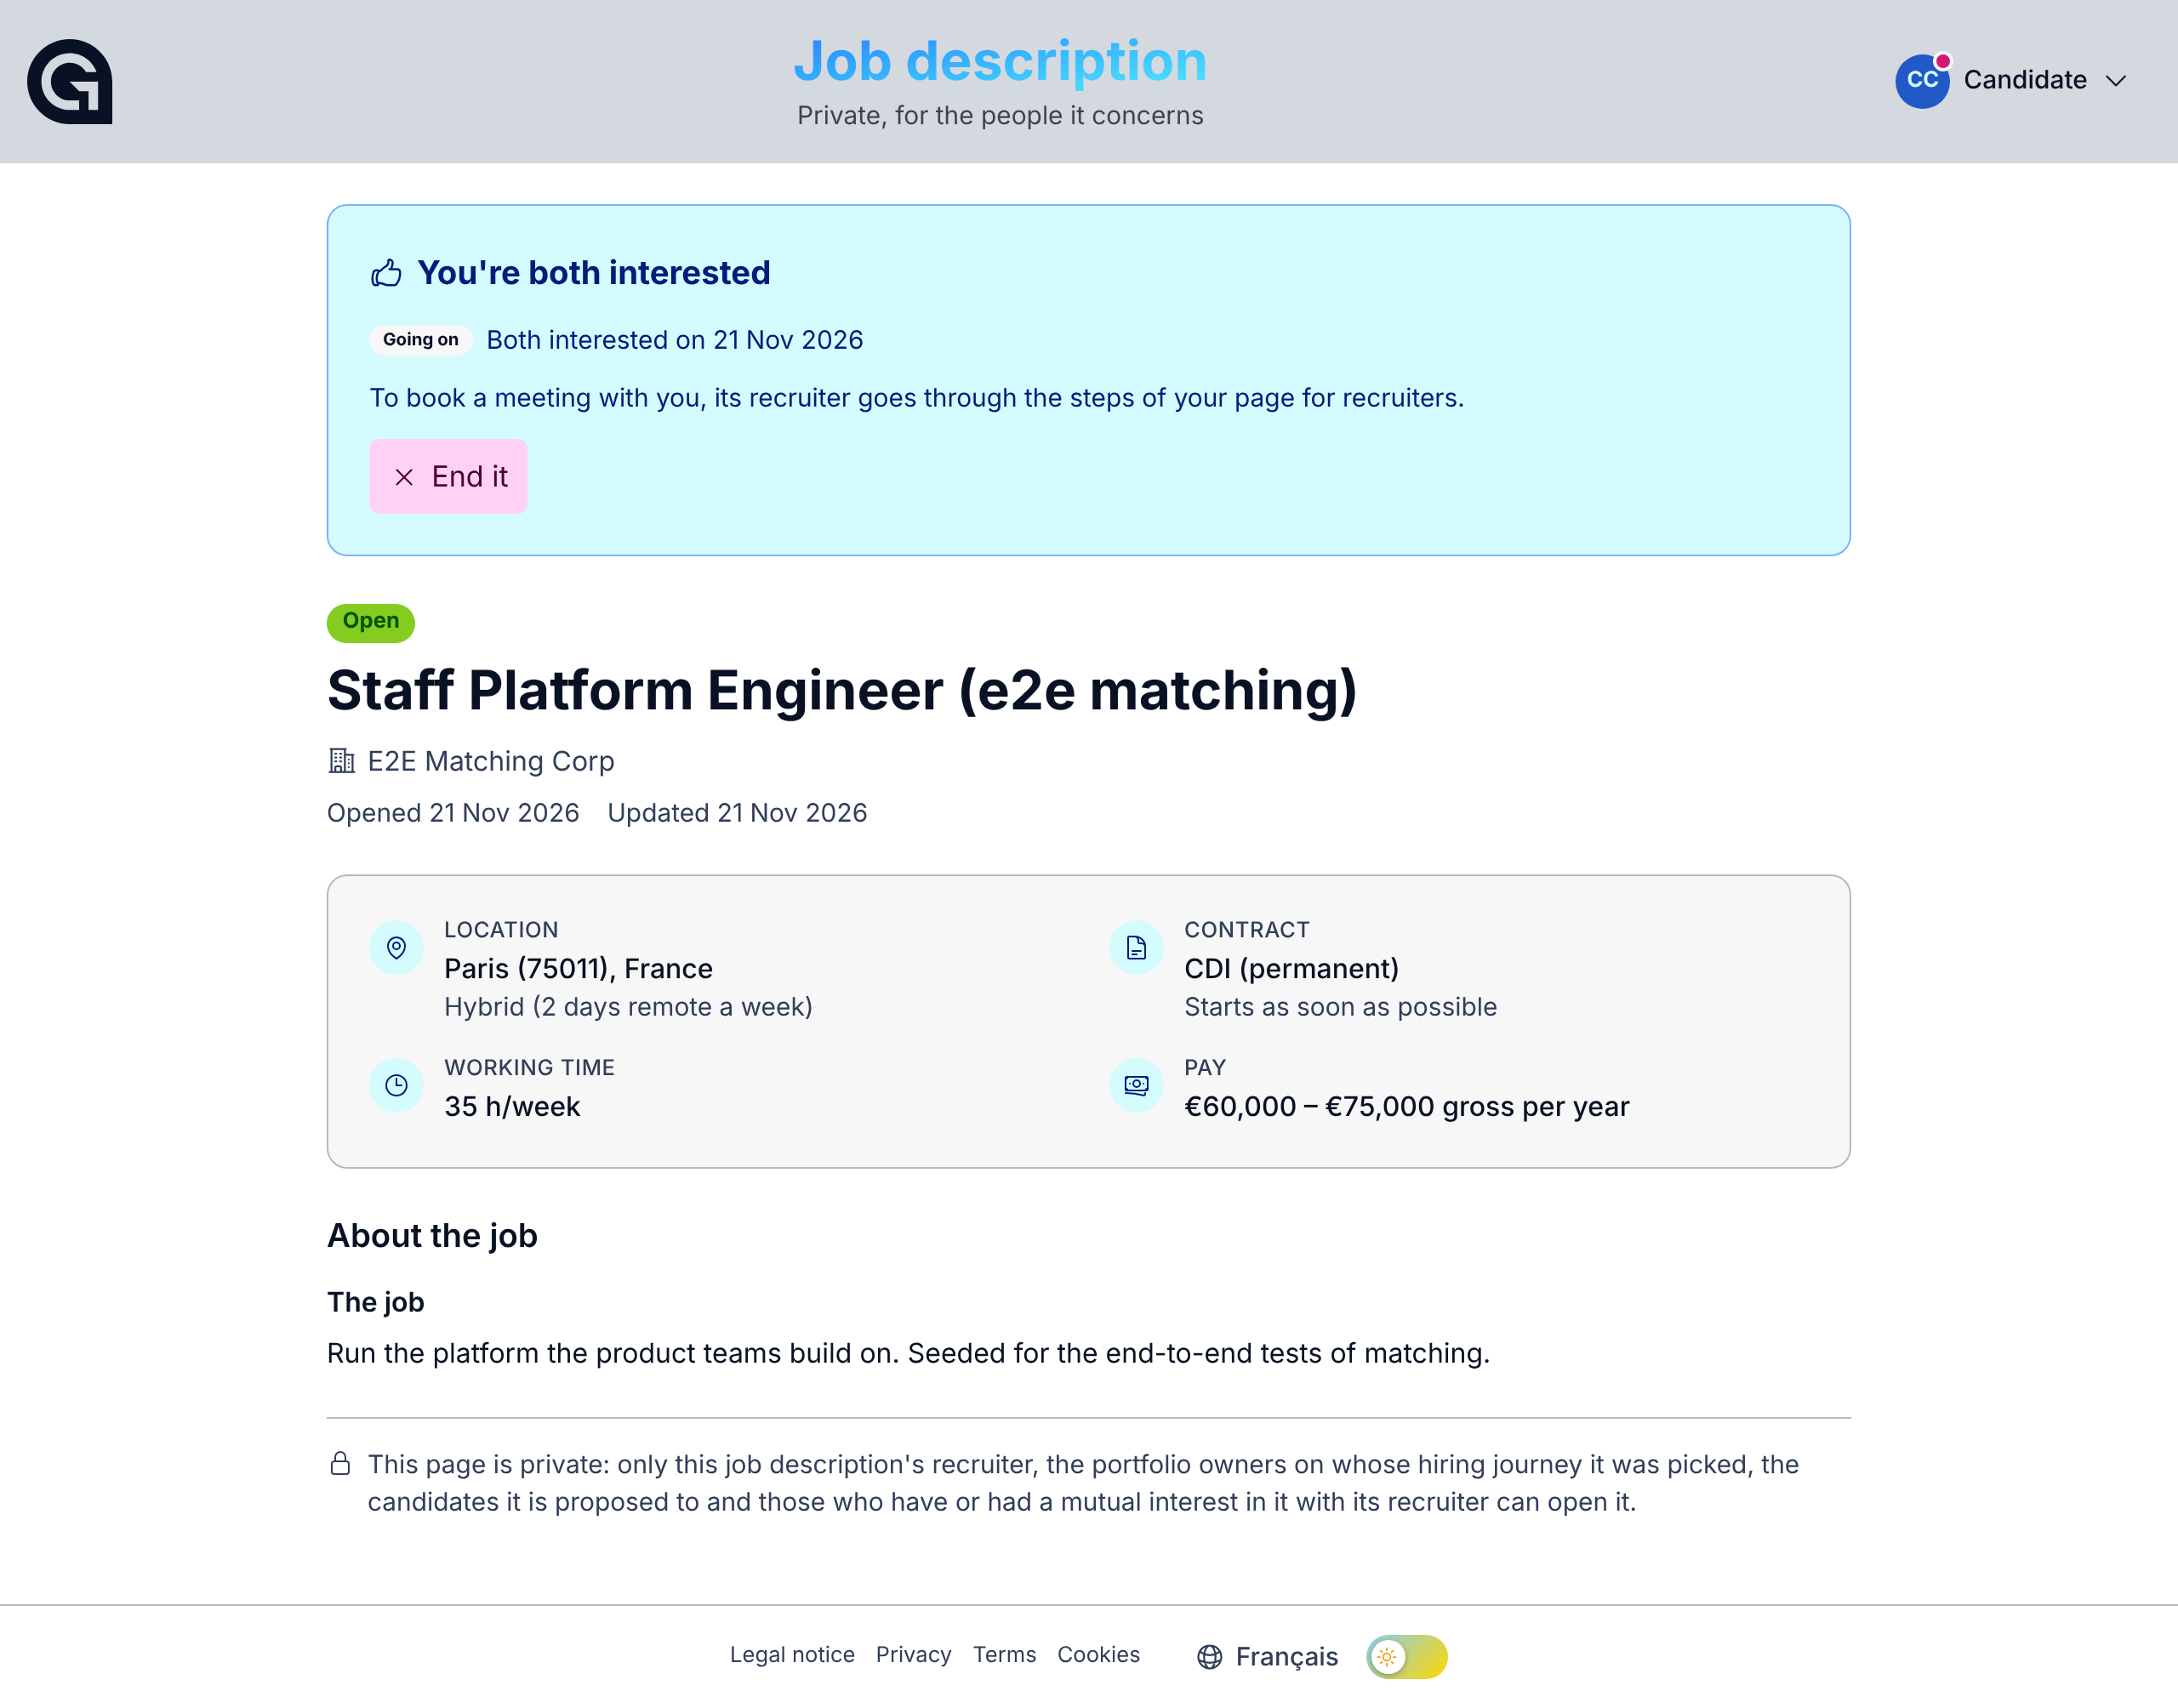 Job description
Private, for the people it concerns
CC
Candidate
You're both interested
Going on
Both interested on 21 Nov 2026
To book a meeting with you, its recruiter goes through the steps of your page for recruiters.
End it
Open
Staff Platform Engineer (e2e matching)
E2E Matching Corp
Opened 21 Nov 2026 Updated 21 Nov 2026
LOCATION
Paris (75011), France
Hybrid (2 days remote a week)
CONTRACT
CDI (permanent)
Starts as soon as possible
WORKING TIME
35 h/week
PAY
€60,000 – €75,000 gross per year
About the job
The job
Run the platform the product teams build on. Seeded for the end-to-end tests of matching.
This page is private: only this job description's recruiter, the portfolio owners on whose hiring journey it was picked, the
candidates it is proposed to and those who have or had a mutual interest in it with its recruiter can open it.
Legal notice Privacy Terms Cookies Français